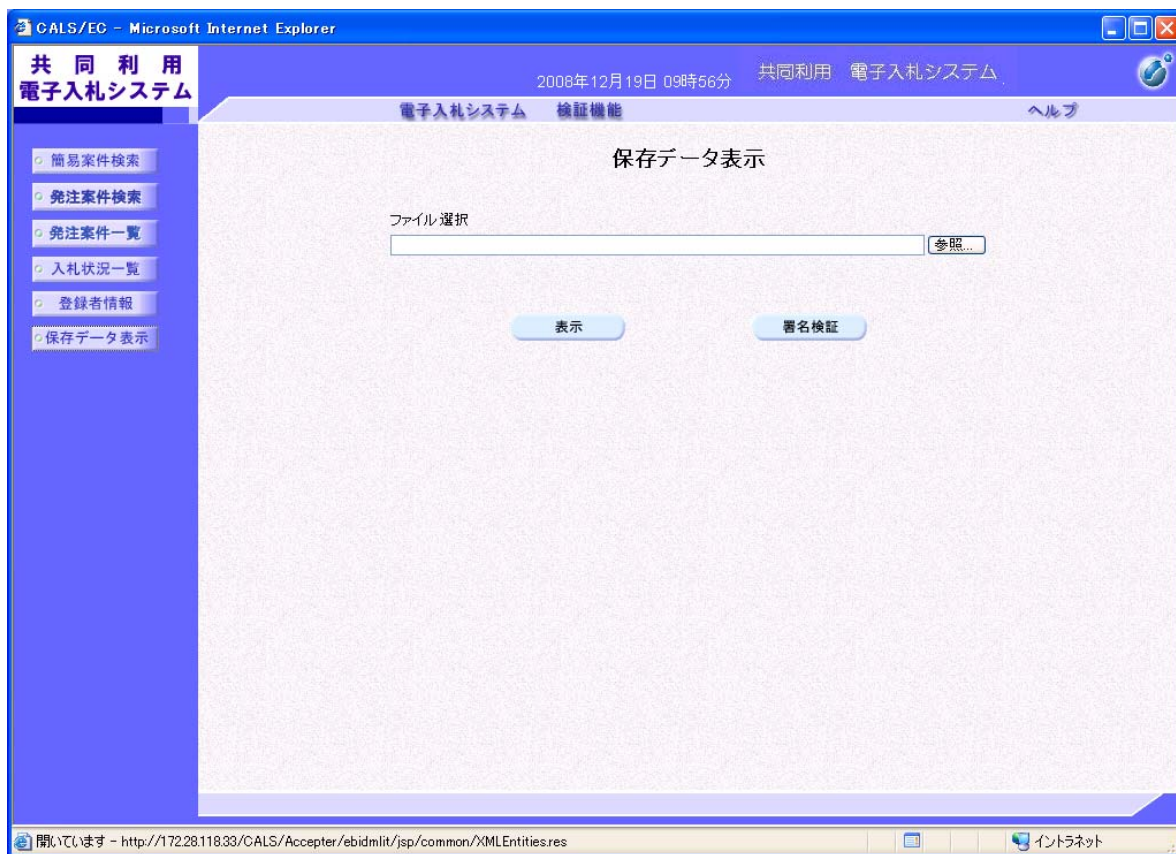 CALS/EC - Microsoft Internet Explorer
共同利用
電子入札システム
2008年12月19日 09時56分
共同利用 電子入札システム
電子入札システム
検証機能
ヘルプ
簡易案件検索
発注案件検索
発注案件一覧
入札状況一覧
登録者情報
保存データ表示
保存データ表示
ファイル選択
参照...
表示
署名検証
開いています - http://172.28.118.33/CALS/Accepter/ebidmlit/jsp/common/XMLEntities.res
イントラネット